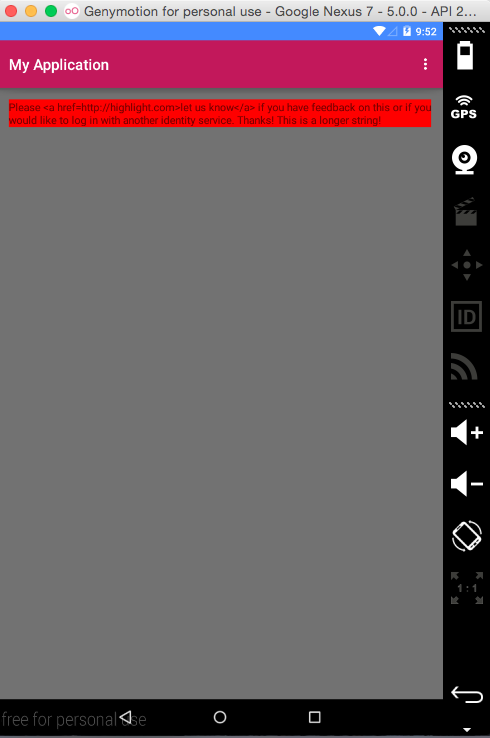 Genymotion for personal use - Google Nexus 7 - 5.0.0 - API 2...
9:52
My Application
GPS
Please <a href=http://highlight.com>let us know</a> if you have feedback on this or if you
would like to log in with another identity service. Thanks! This is a longer string!
ID
1 : 1
free for personal use